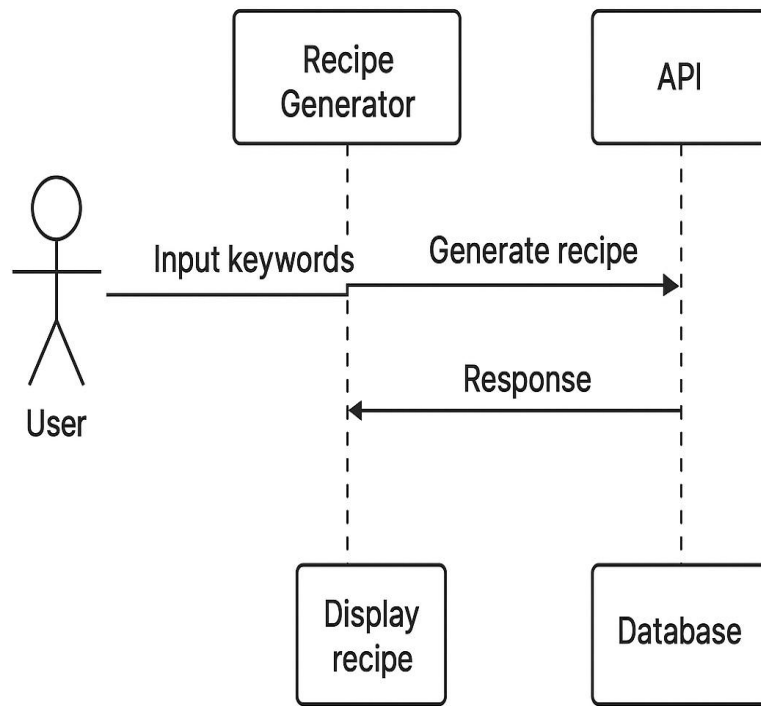 Recipe
Generator
API
Input keywords
Generate recipe
Response
User
Display
recipe
Database